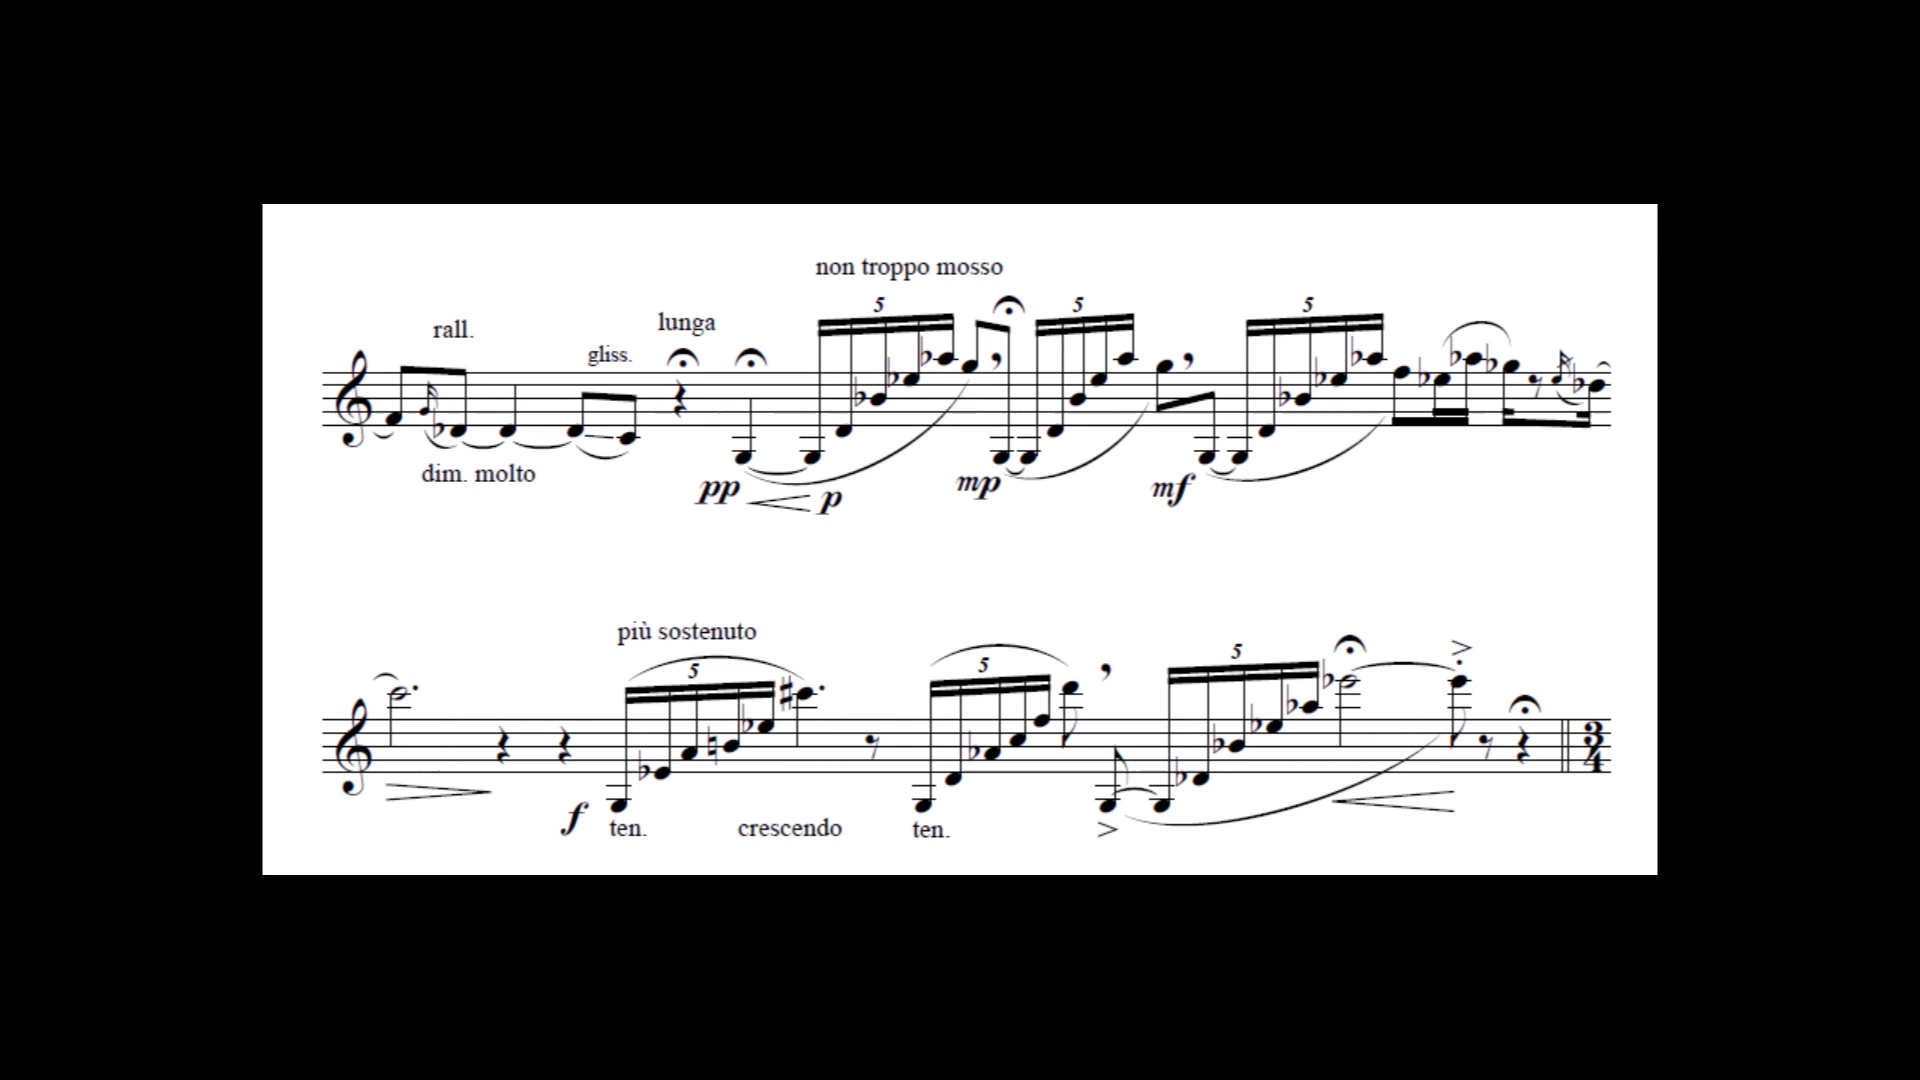 non troppo mosso
5 5 5
rall. lunga
gliss.
dim. molto
pp p mp mf
più sostenuto
5 5 5
3
4
f ten. crescendo ten.